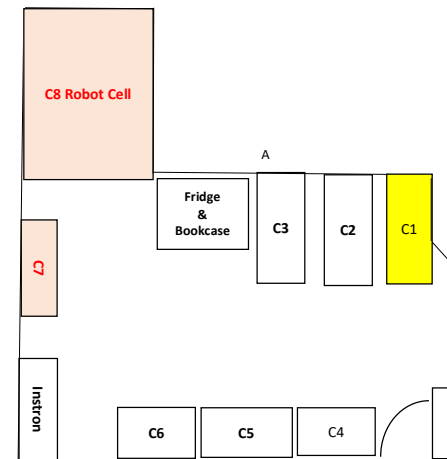 C8 Robot Cell
A
Fridge
&
Bookcase
C3
C2
C1
C7
Instron
C6
C5
C4